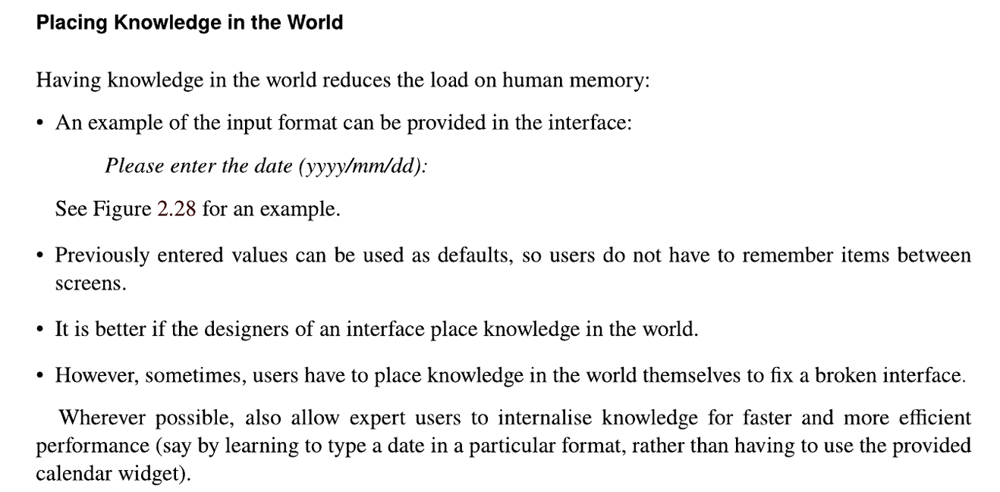 Placing Knowledge in the World
Having knowledge in the world reduces the load on human memory:
• An example of the input format can be provided in the interface:
Please enter the date (yyyy/mm/dd):
See Figure 2.28 for an example.
• Previously entered values can be used as defaults, so users do not have to remember items between
screens.
• It is better if the designers of an interface place knowledge in the world.
• However, sometimes, users have to place knowledge in the world themselves to fix a broken interface.
Wherever possible, also allow expert users to internalise knowledge for faster and more efficient
performance (say by learning to type a date in a particular format, rather than having to use the provided
calendar widget).